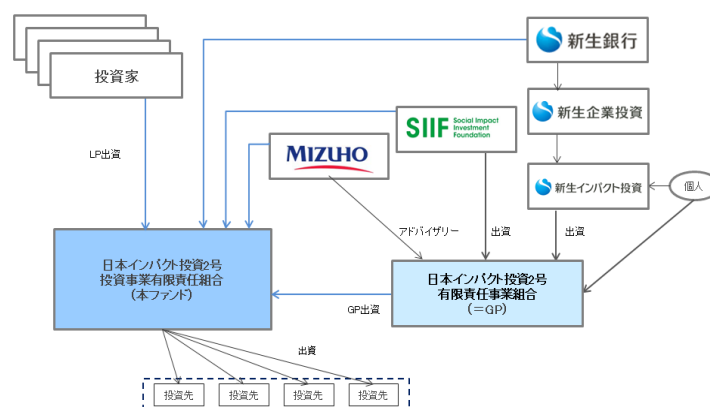 新生銀行
投資家
新生企業投資
SIIF
Social Impact
Investment
Foundation
MIZUHO
LP出資
新生インパクト投資
個人
アドバイザリー
出資
出資
日本インパクト投資2号
投資事業有限責任組合
(本ファンド)
日本インパクト投資2号
有限責任事業組合
(=GP)
GP出資
出資
投資先
投資先
投資先
投資先